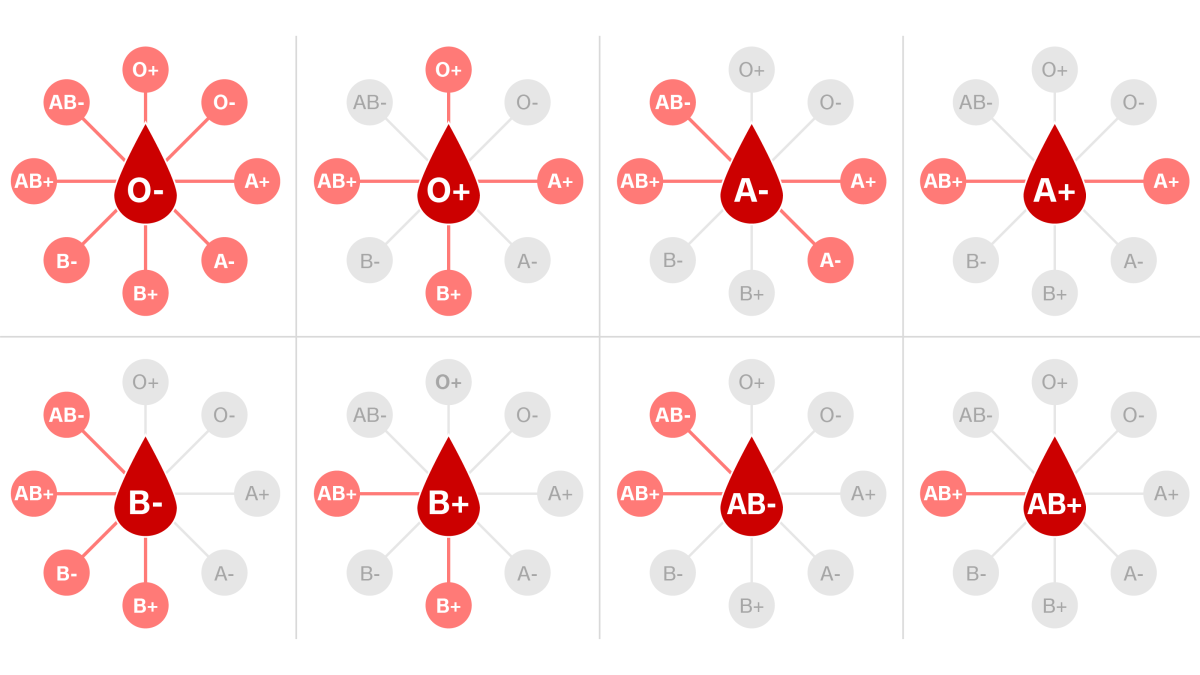 O+
AB-
O-
AB+
O-
A+
B-
A-
B+
O+
AB-
O-
AB+
O+
A+
B-
A-
B+
O+
AB-
O-
AB+
A-
A+
B-
A-
B+
O+
AB-
O-
AB+
A+
A+
B-
A-
B+
O+
AB-
O-
AB+
B-
A+
B-
A-
B+
O+
AB-
O-
AB+
B+
A+
B-
A-
B+
O+
AB-
O-
AB+
AB-
A+
B-
A-
B+
O+
AB-
O-
AB+
AB+
A+
B-
A-
B+